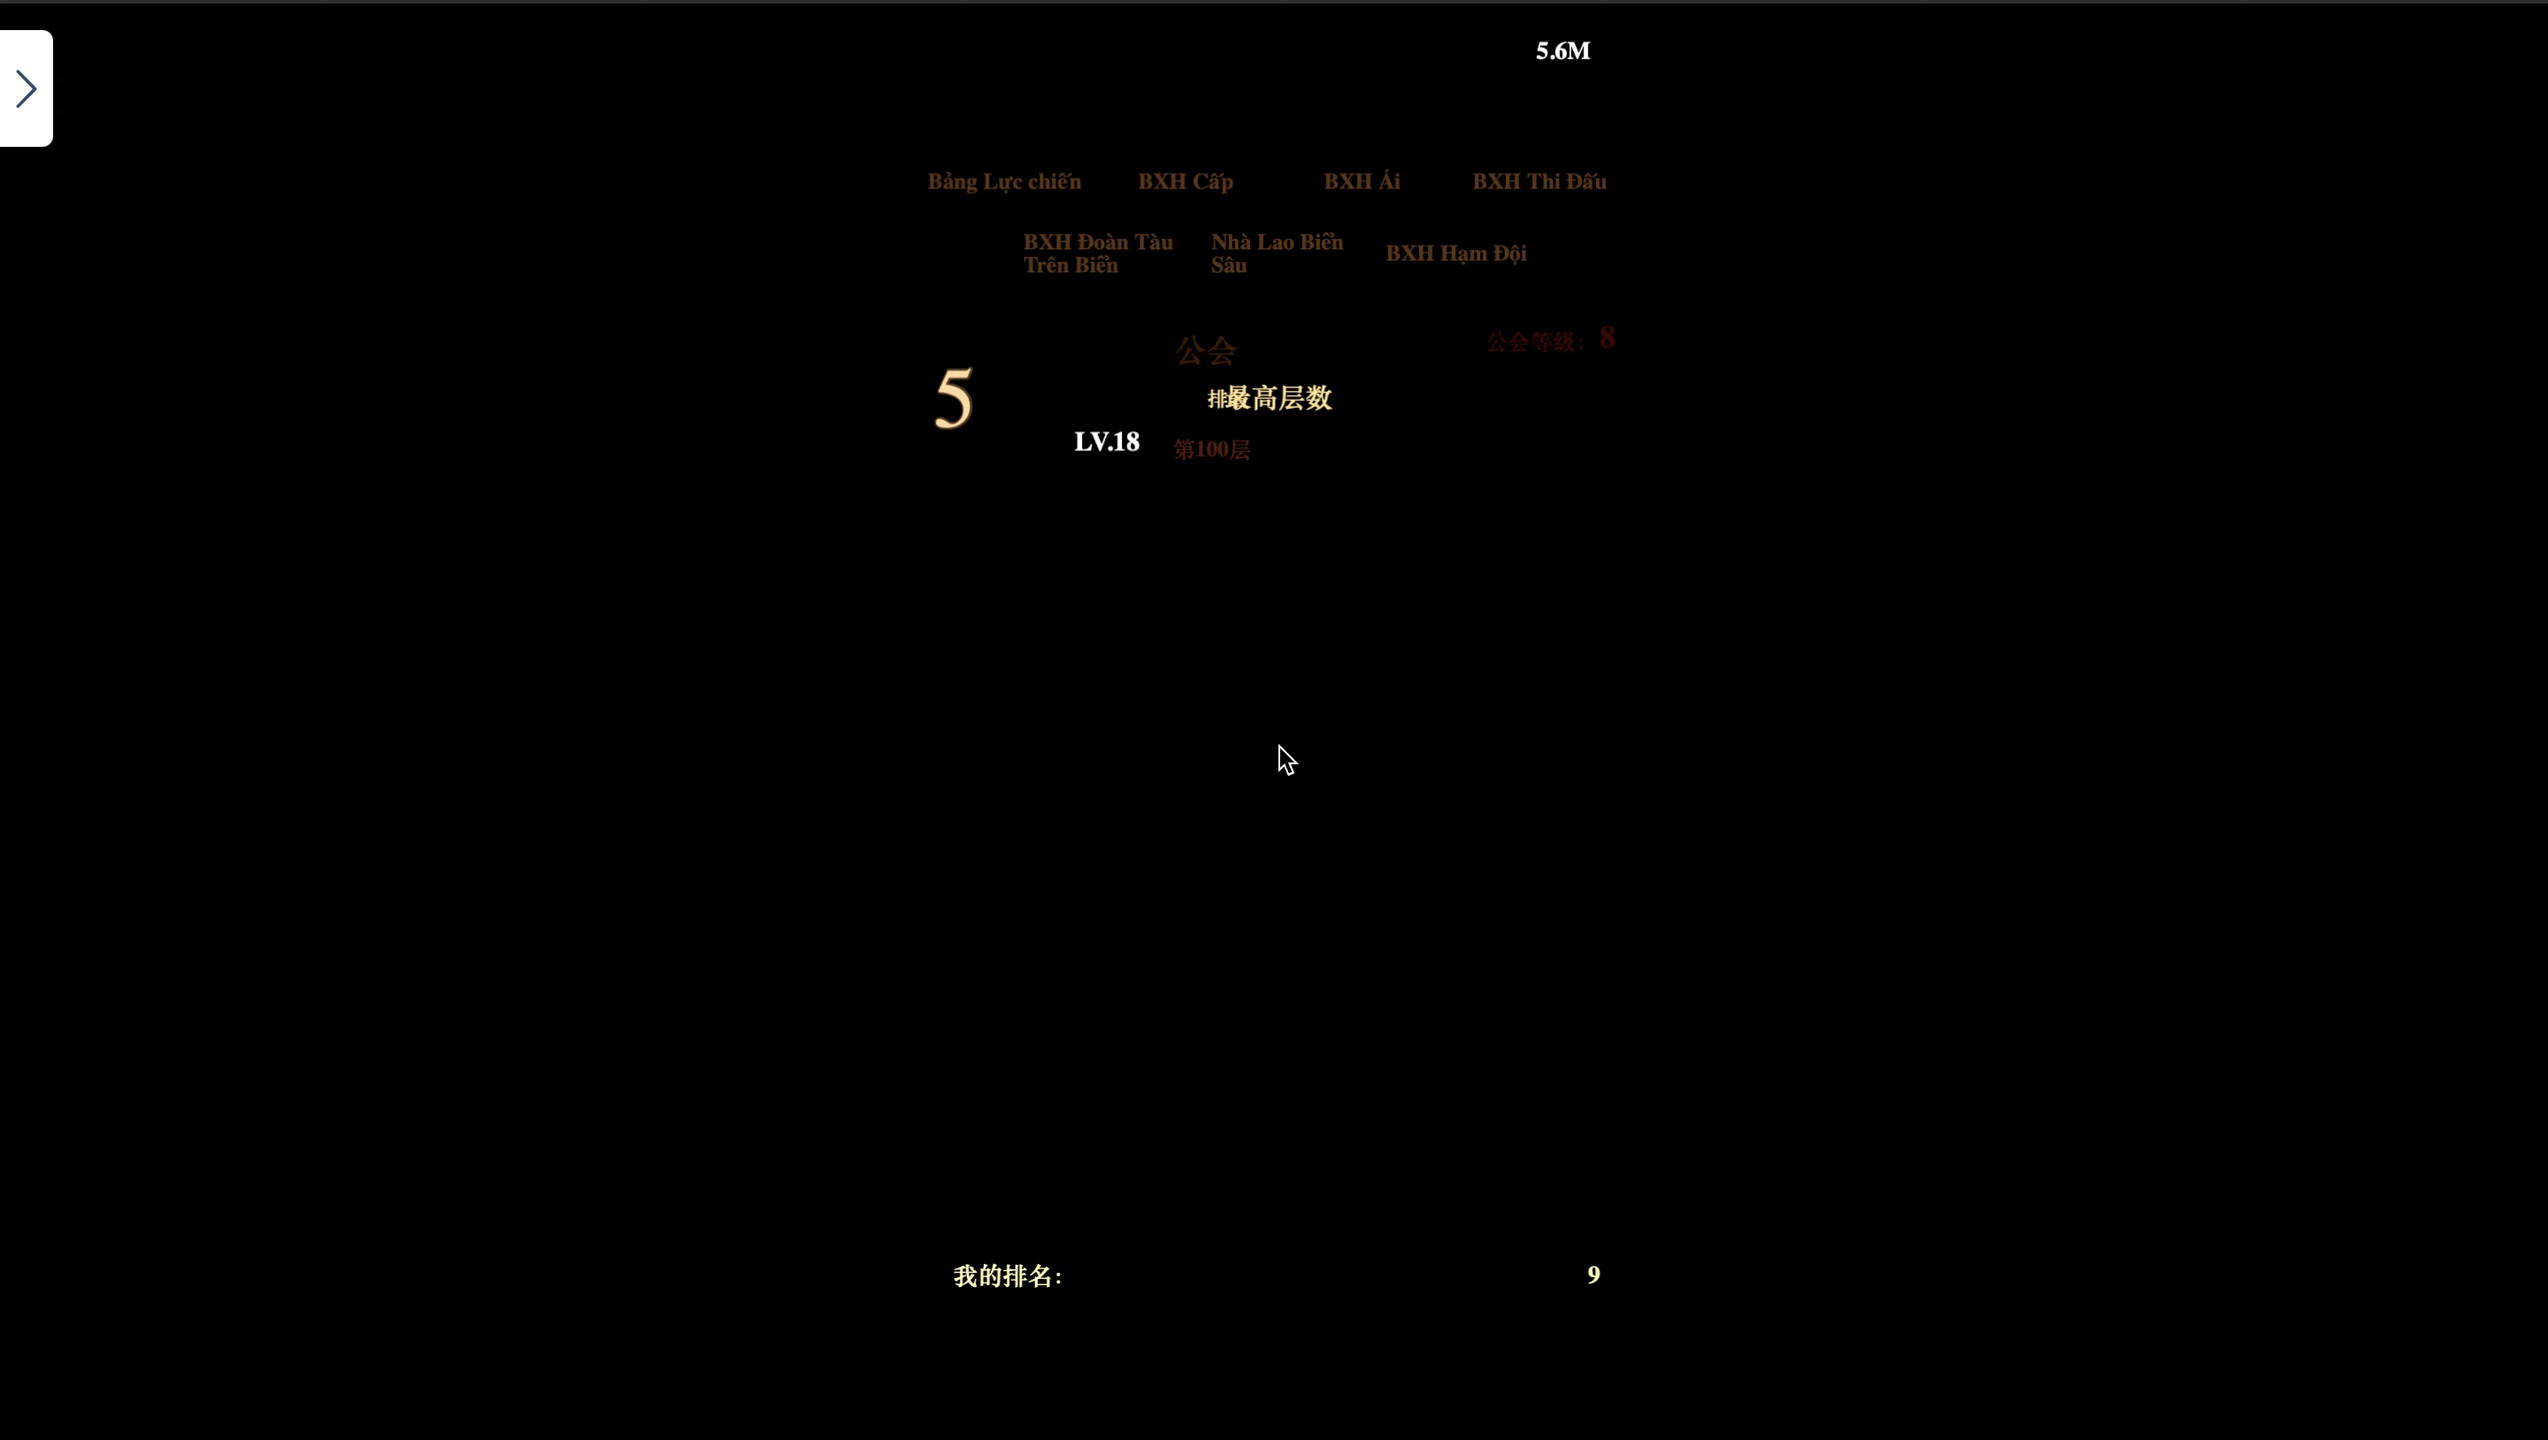 5.6M
Bảng Lực chiến
BXH Cấp
BXH Ải
BXH Thi Đấu
BXH Đoàn Tàu
Trên Biển
Nhà Lao Biển
Sâu
BXH Hạm Đội
公会
公会等级：8
5
最高层数
LV.18
第100层
我的排名：
9